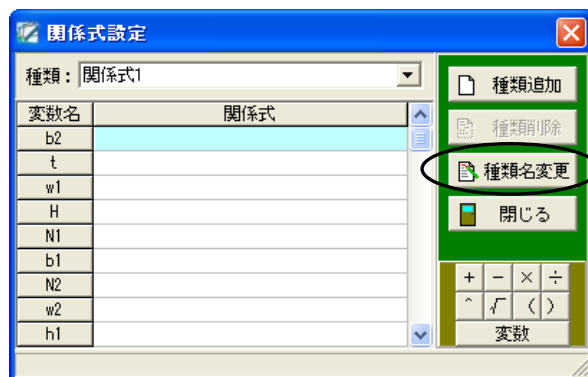 関係式設定
種類： 関係式1
変数名 関係式
b2
t
w1
H
N1
b1
N2
w2
h1
種類追加
種類削除
種類名変更
閉じる
+ − × ÷
^ √ ( )
変数